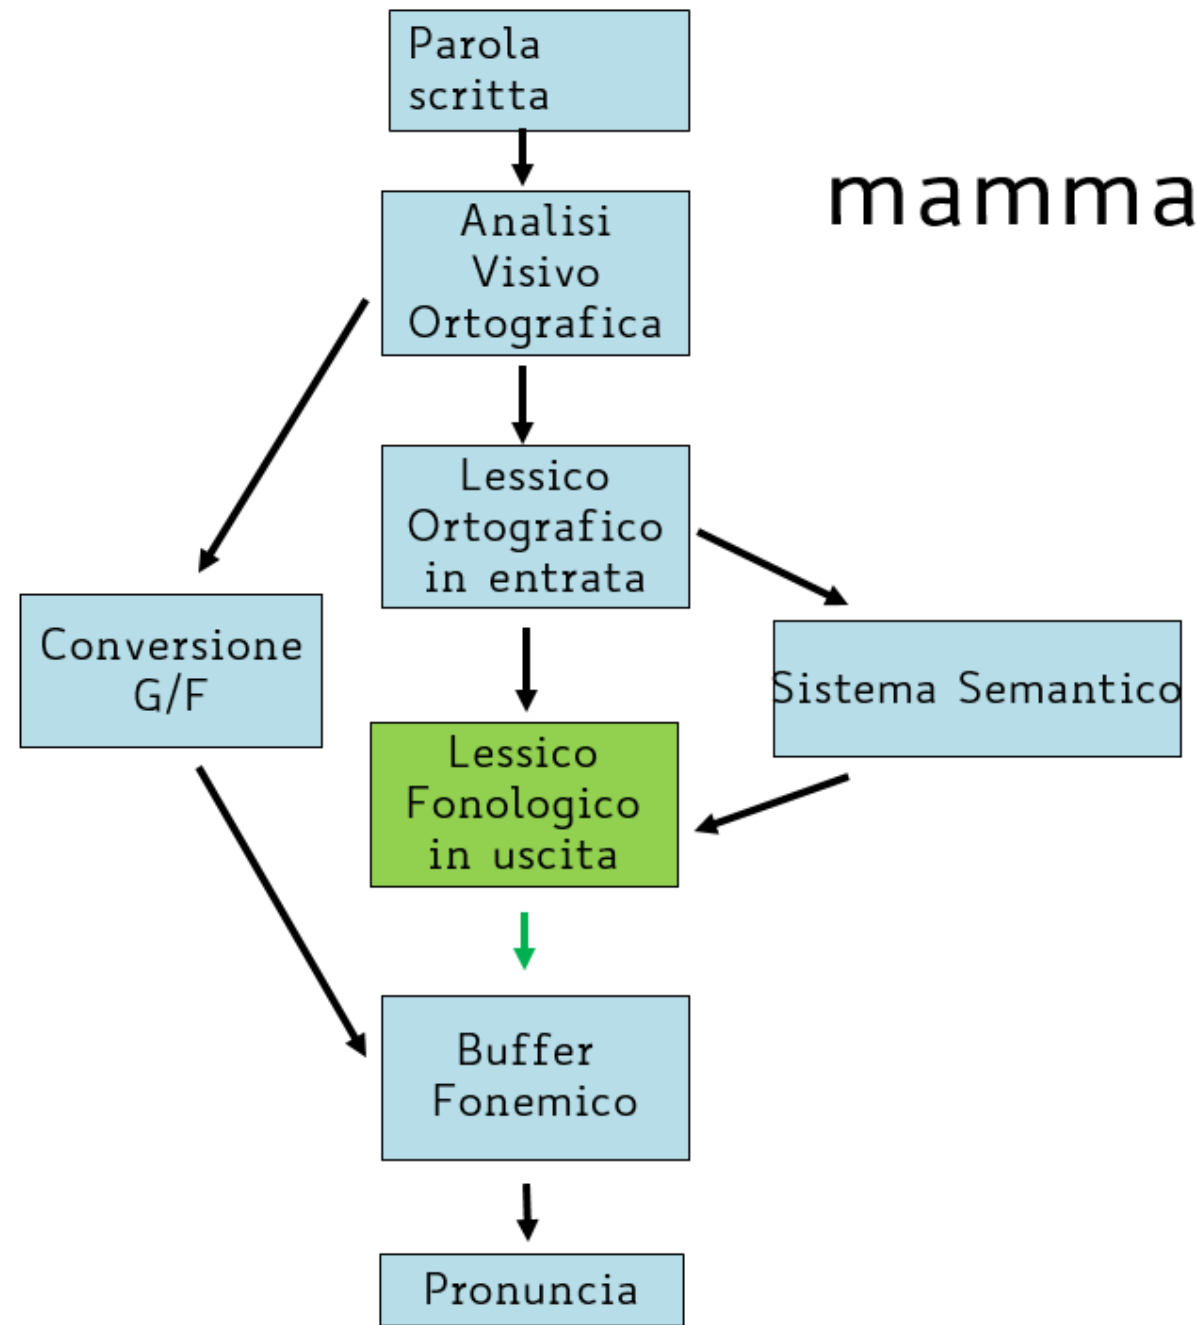 Parola
scritta
mamma
Analisi
Visivo
Ortografica
Lessico
Ortografico
in entrata
Conversione
G/F
Sistema Semantico
Lessico
Fonologico
in uscita
Buffer
Fonemico
Pronuncia